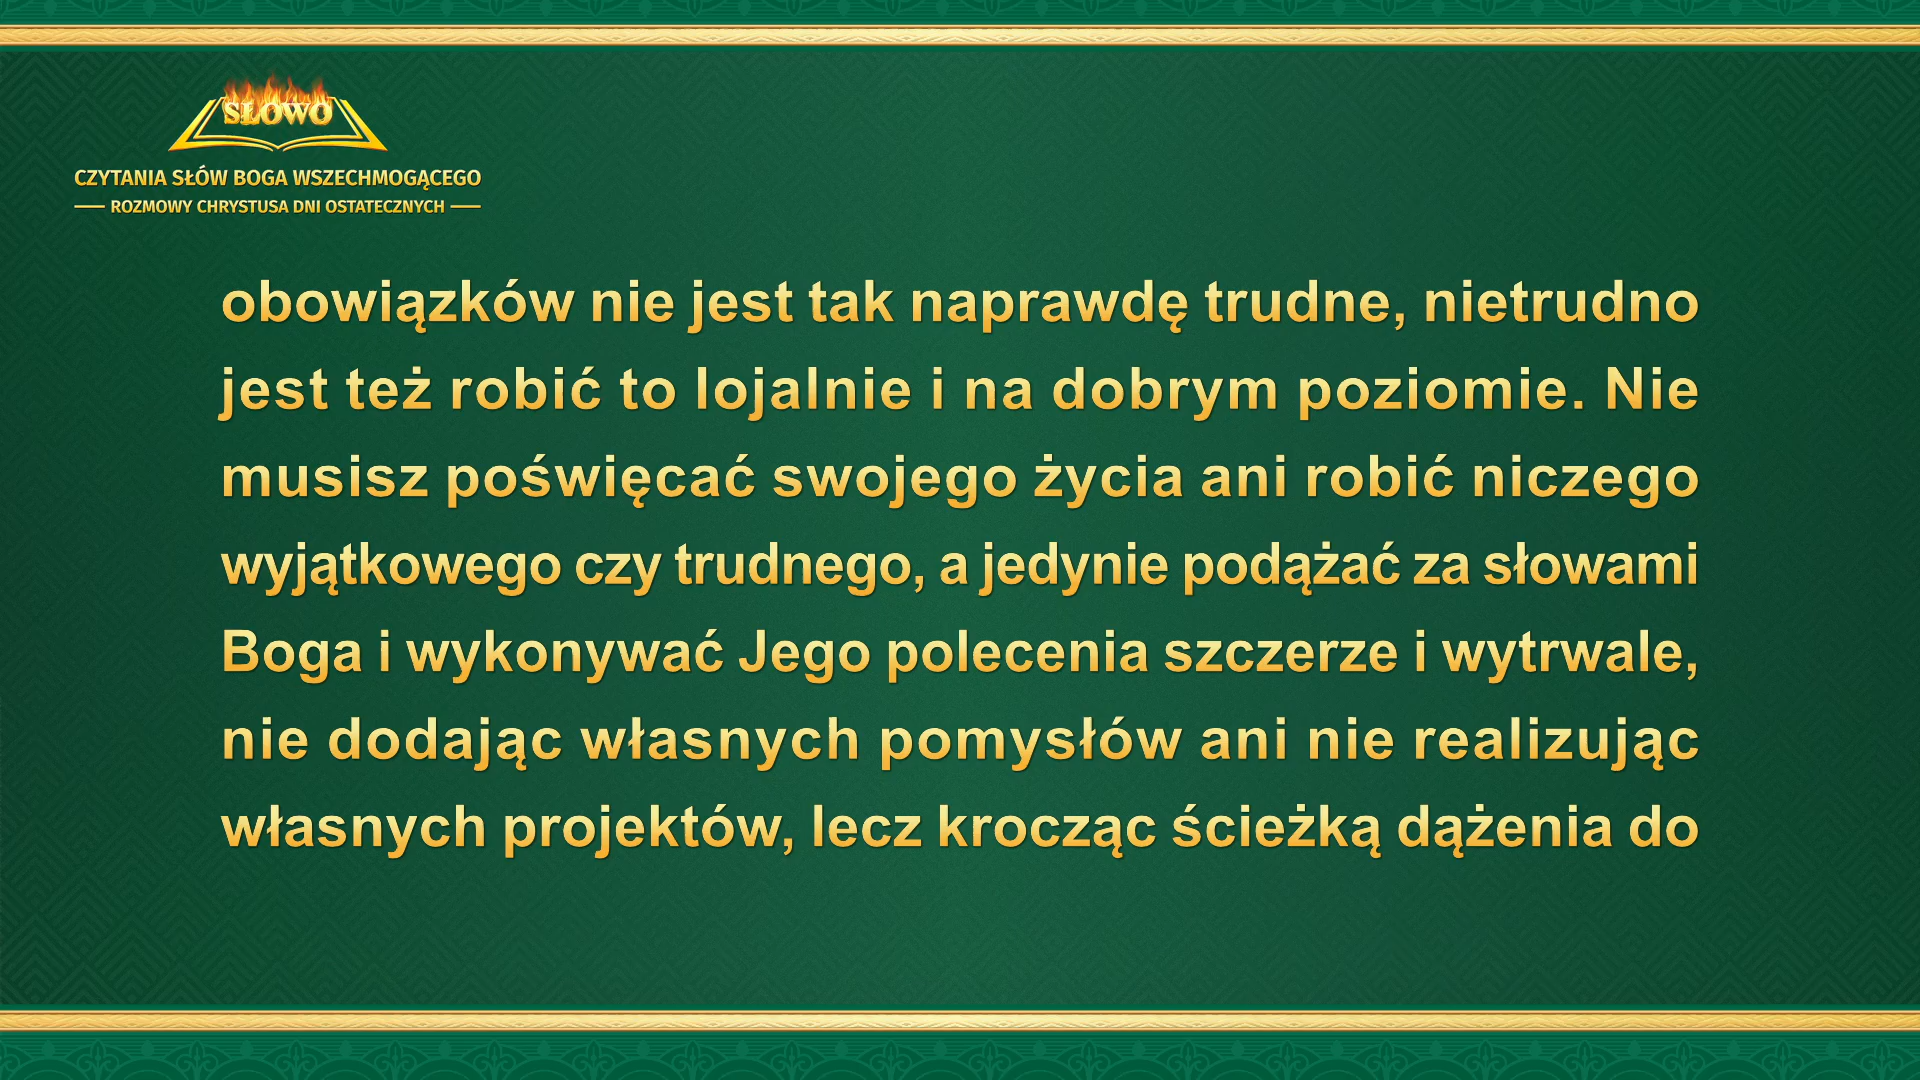 SŁOWO
CZYTANIA SŁÓW BOGA WSZECHMOGĄCEGO
ROZMOWY CHRYSTUSA DNI OSTATECZNYCH
obowiązków nie jest tak naprawdę trudne, nietrudno
jest też robić to lojalnie i na dobrym poziomie. Nie
musisz poświęcać swojego życia ani robić niczego
wyjątkowego czy trudnego, a jedynie podążać za słowami
Boga i wykonywać Jego polecenia szczerze i wytrwale,
nie dodając własnych pomysłów ani nie realizując
własnych projektów, lecz krocząc ścieżką dążenia do